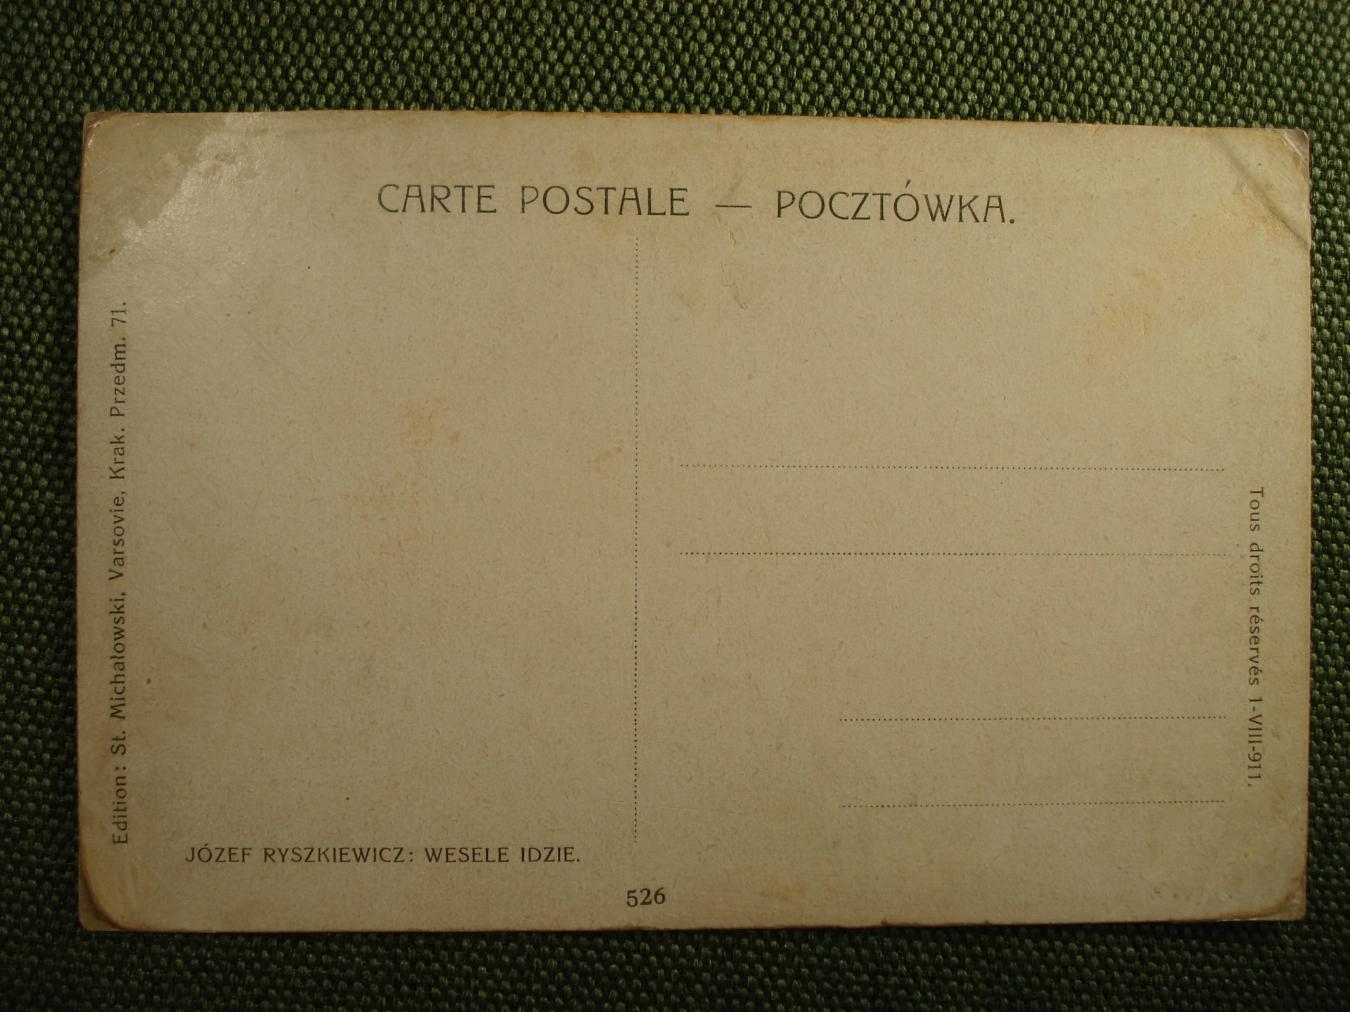 CARTE POSTALE — POCZTÓWKA.
Edition: St. Michałowski, Varsovie, Krak. Przedm. 71.
Tous droits réservés 1-VIII-911.
JÓZEF RYSZKIEWICZ: WESELE IDZIE.
526